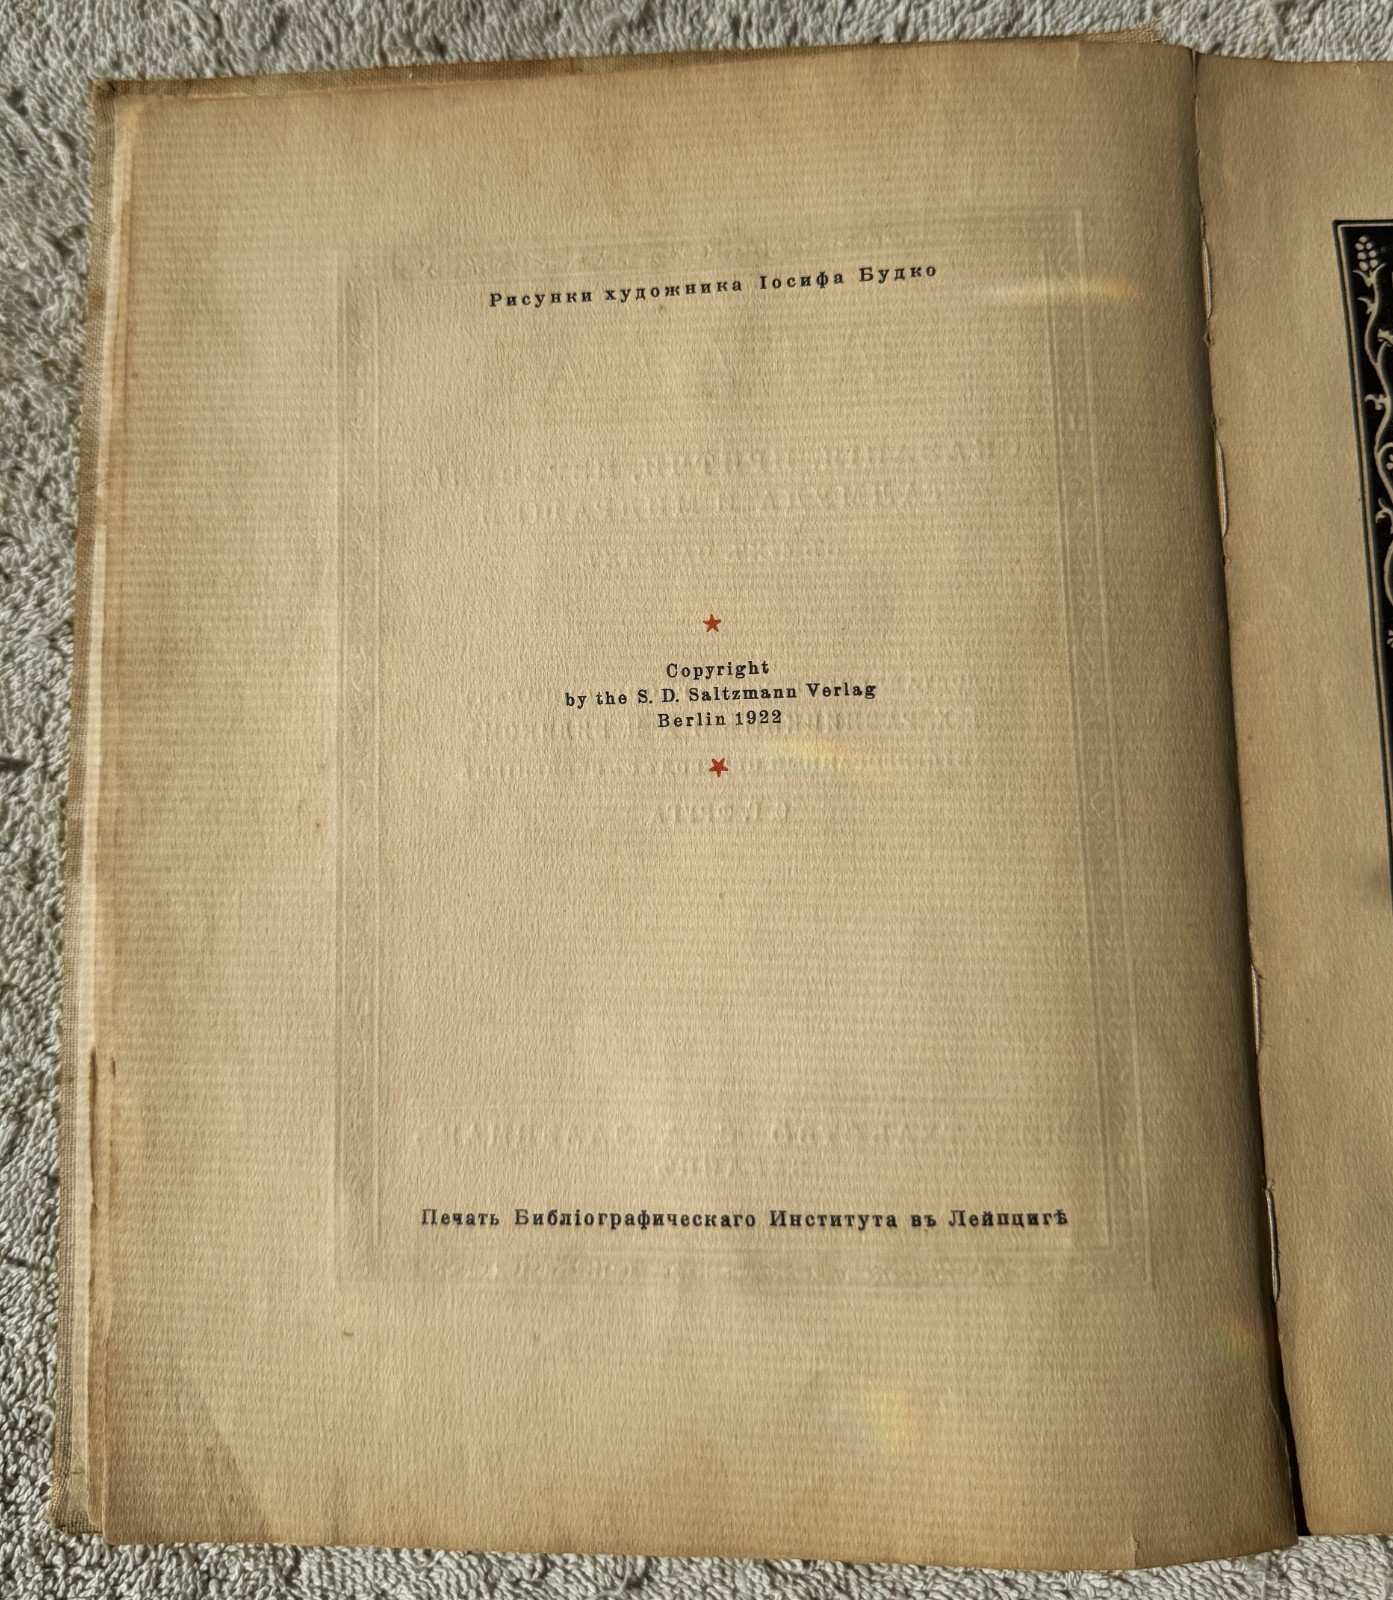 Рисунки художника Іосифа Будко
Copyright
by the S. D. Saltzmann Verlag
Berlin 1922
Печать Библіографическаго Института въ Лейпцигѣ